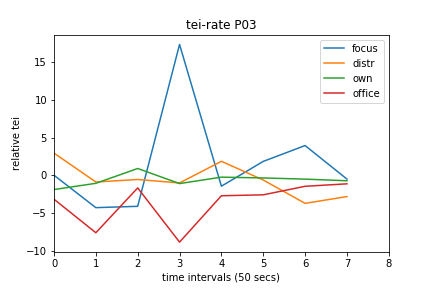 tei-rate P03
focus
distr
own
office
relative tei
15
10
5
0
−5
−10
0 1 2 3 4 5 6 7 8
time intervals (50 secs)